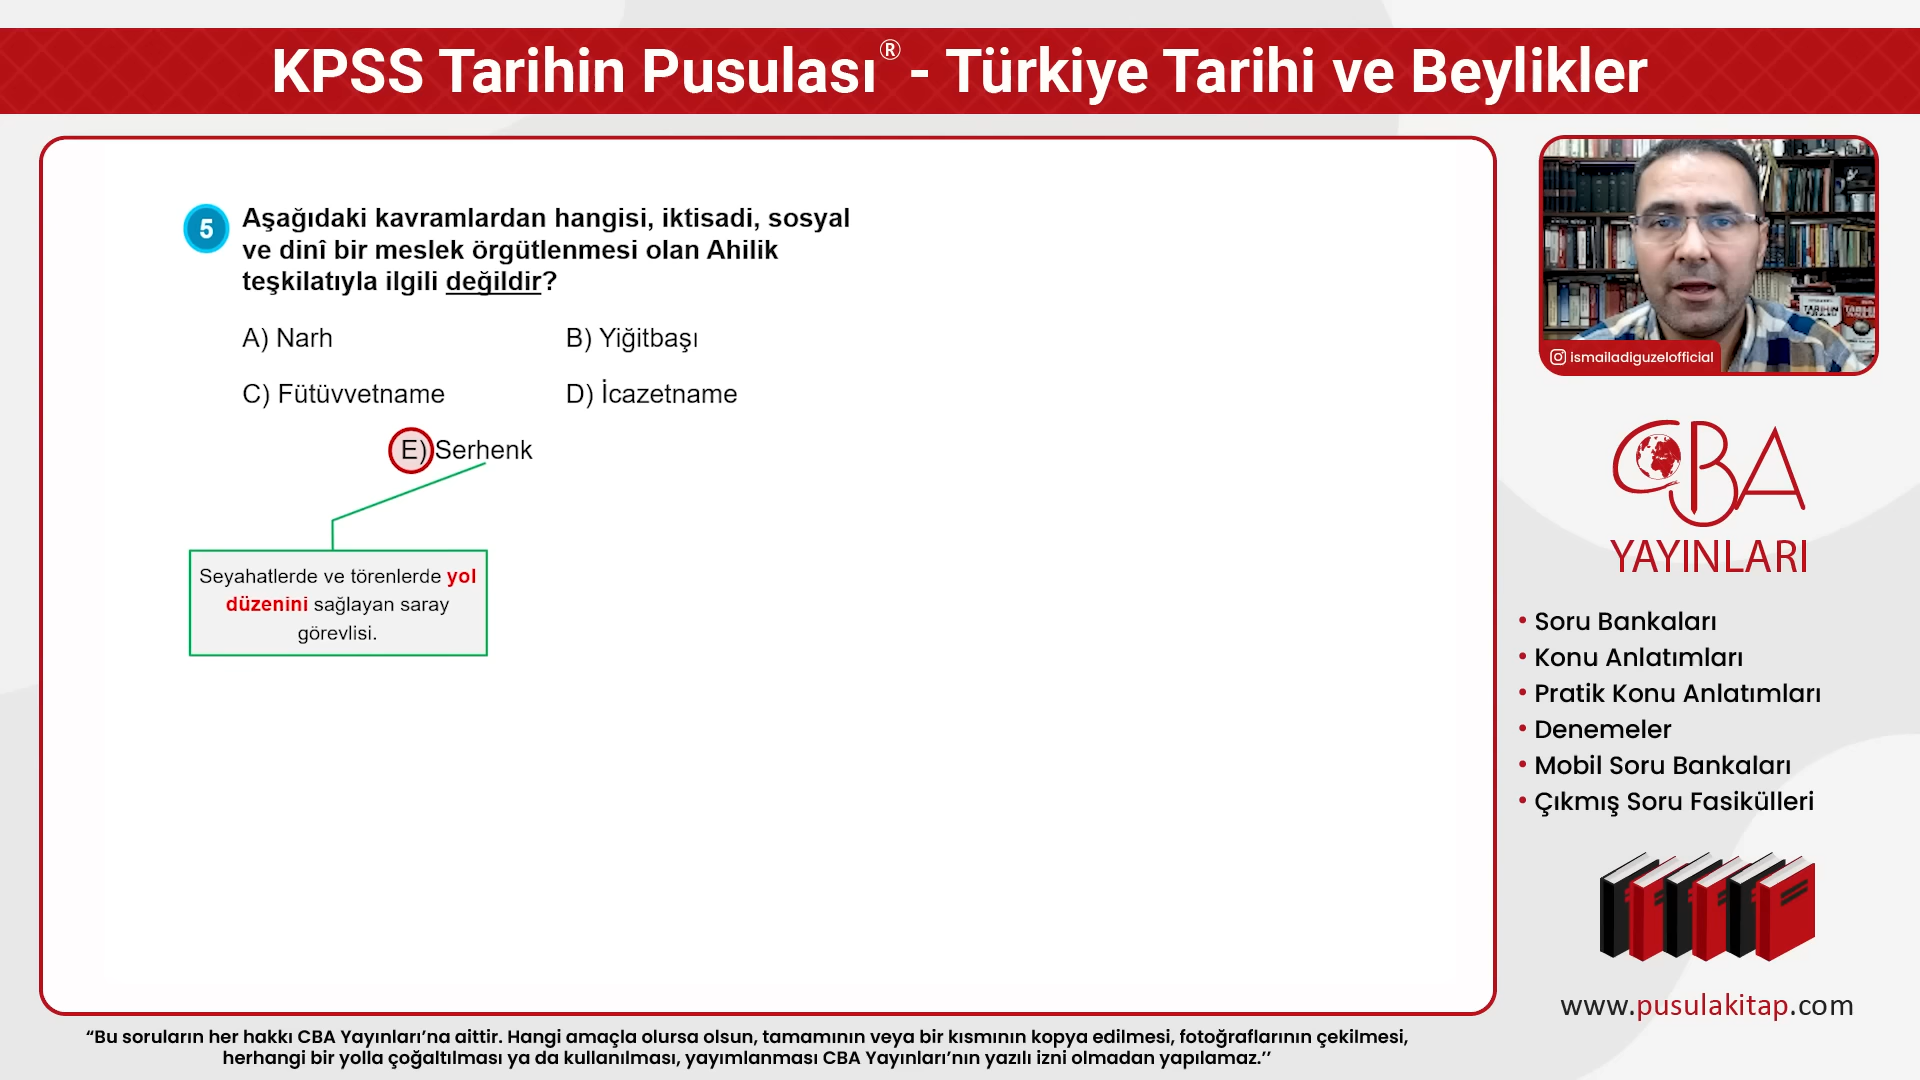 KPSS Tarihin Pusulası® - Türkiye Tarihi ve Beylikler
5 Aşağıdaki kavramlardan hangisi, iktisadi, sosyal
ve dinî bir meslek örgütlenmesi olan Ahilik
teşkilatıyla ilgili değildir?
A) Narh B) Yiğitbaşı
C) Fütüvvetname D) İcazetname
E) Serhenk
Seyahatlerde ve törenlerde yol
düzenini sağlayan saray
görevlisi.
ismailadiguzelofficial
CBA
YAYINLARI
• Soru Bankaları
• Konu Anlatımları
• Pratik Konu Anlatımları
• Denemeler
• Mobil Soru Bankaları
• Çıkmış Soru Fasikülleri
www.pusulakitap.com
“Bu soruların her hakkı CBA Yayınları’na aittir. Hangi amaçla olursa olsun, tamamının veya bir kısmının kopya edilmesi, fotoğraflarının çekilmesi,
herhangi bir yolla çoğaltılması ya da kullanılması, yayımlanması CBA Yayınları’nın yazılı izni olmadan yapılamaz.’’